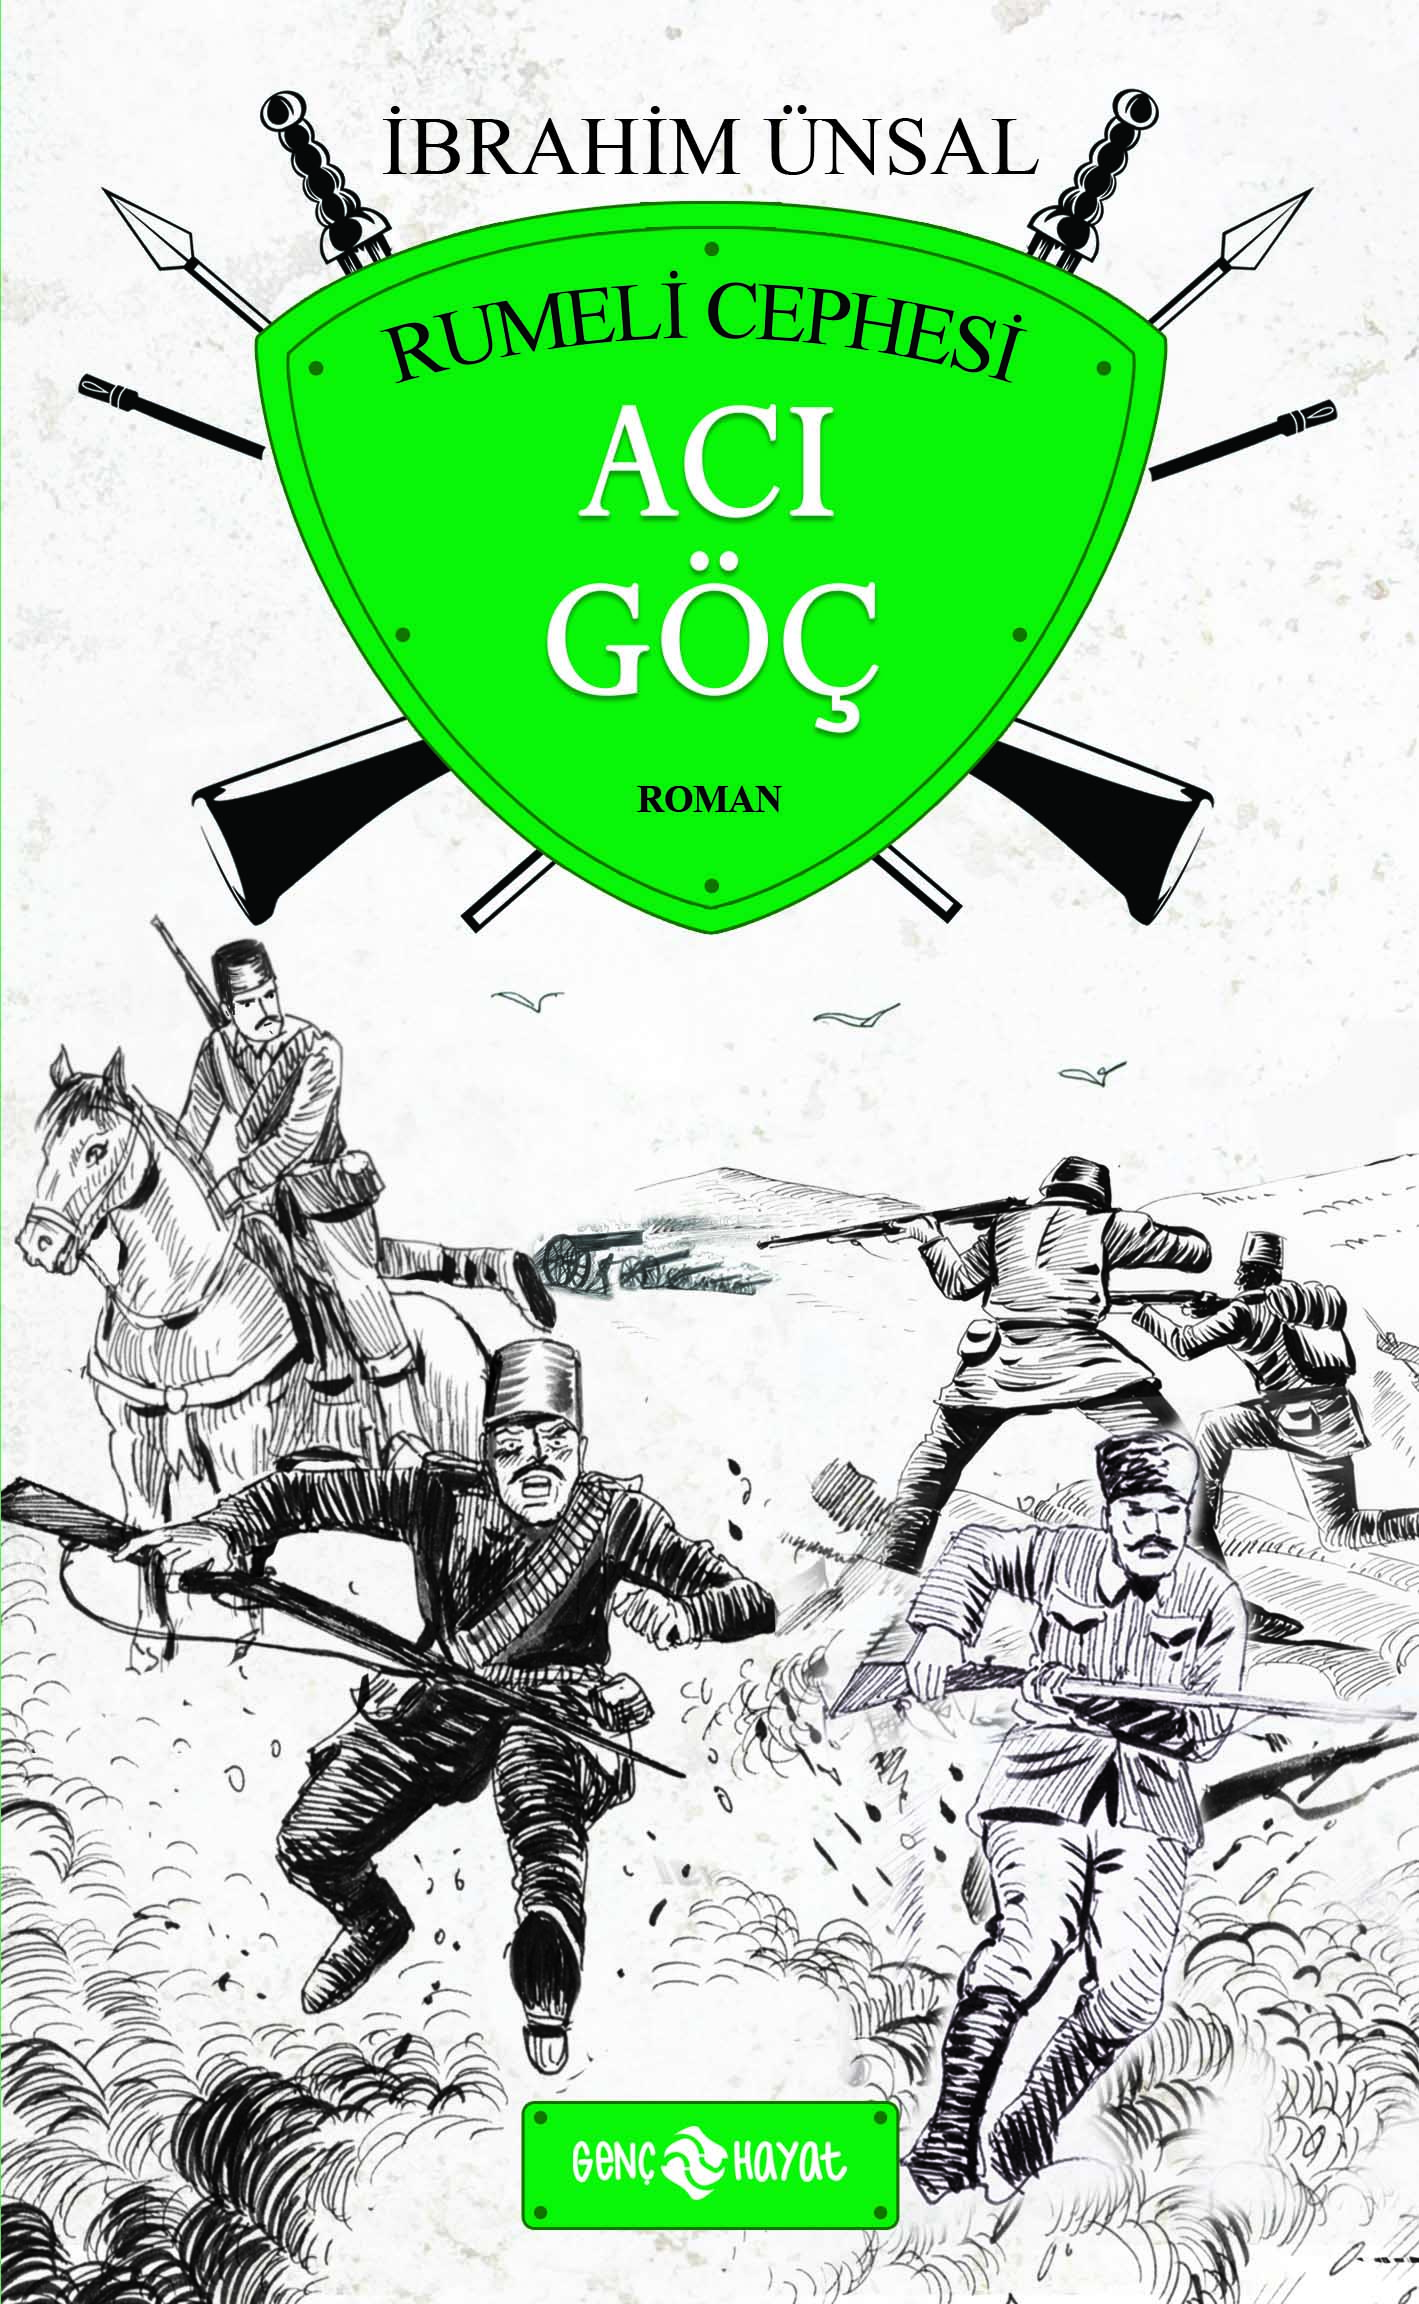 İBRAHİM ÜNSAL
RUMELİ CEPHESİ
ACI
GÖÇ
ROMAN
GENÇ HAYAT